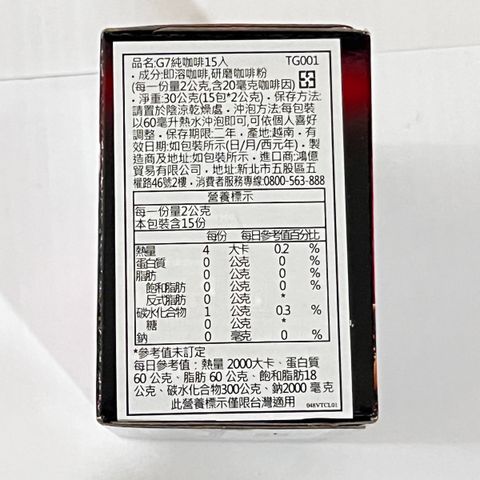 品名:G7純咖啡15入 TG001
・成分:即溶咖啡,研磨咖啡粉
(每一份量2公克,含20毫克咖啡因)
・淨重:30公克(15包*2公克)・保存方法:
請置於陰涼乾燥處・沖泡方法:每包裝
以60毫升熱水沖泡即可,可依個人喜好
調整・保存期限:二年・產地:越南・有
效日期:如包裝所示(日/月/西元年)・製
造商及地址:如包裝所示・進口商:鴻億
貿易有限公司・地址:新北市五股區五
權路46號2樓・消費者服務專線:0800-563-888
營養標示
每一份量2公克
本包裝含15份
每份 每日參考值百分比
熱量 4 大卡 0.2 %
蛋白質 0 公克 0 %
脂肪 0 公克 0 %
飽和脂肪 0 公克 0 %
反式脂肪 0 公克 *
碳水化合物 1 公克 0.3 %
糖 0 公克 *
鈉 0 毫克 0 %
*參考值未訂定
每日參考值：熱量 2000大卡、蛋白質
60 公克、脂肪 60 公克、飽和脂肪18
公克、碳水化合物300公克、鈉2000 毫克
此營養標示僅限台灣適用 048VTCL01